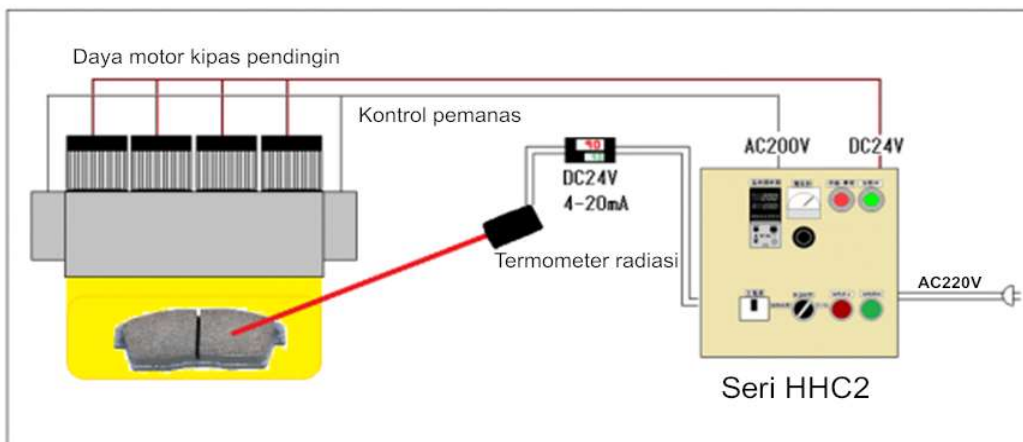 Daya motor kipas pendingin
Kontrol pemanas
AC200V
DC24V
DC24V
4-20mA
Termometer radiasi
AC220V
Seri HHC2